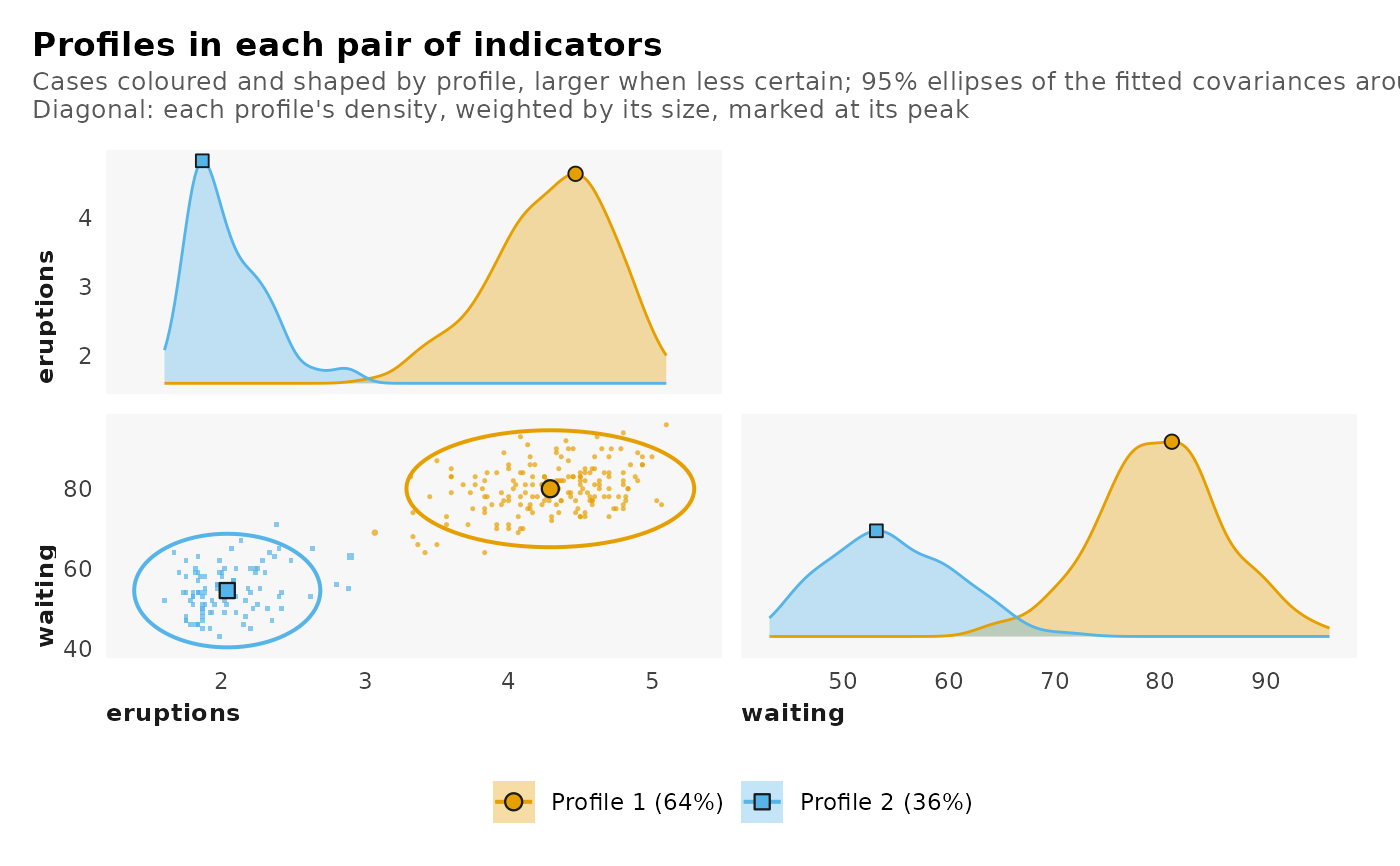 Profiles in each pair of indicators
Cases coloured and shaped by profile, larger when less certain; 95% ellipses of the fitted covariances
Diagonal: each profile's density, weighted by its size, marked at its peak
eruptions
4
3
2
waiting
80
60
40
2 3 4 5
50 60 70 80 90
eruptions
waiting
Profile 1 (64%)
Profile 2 (36%)